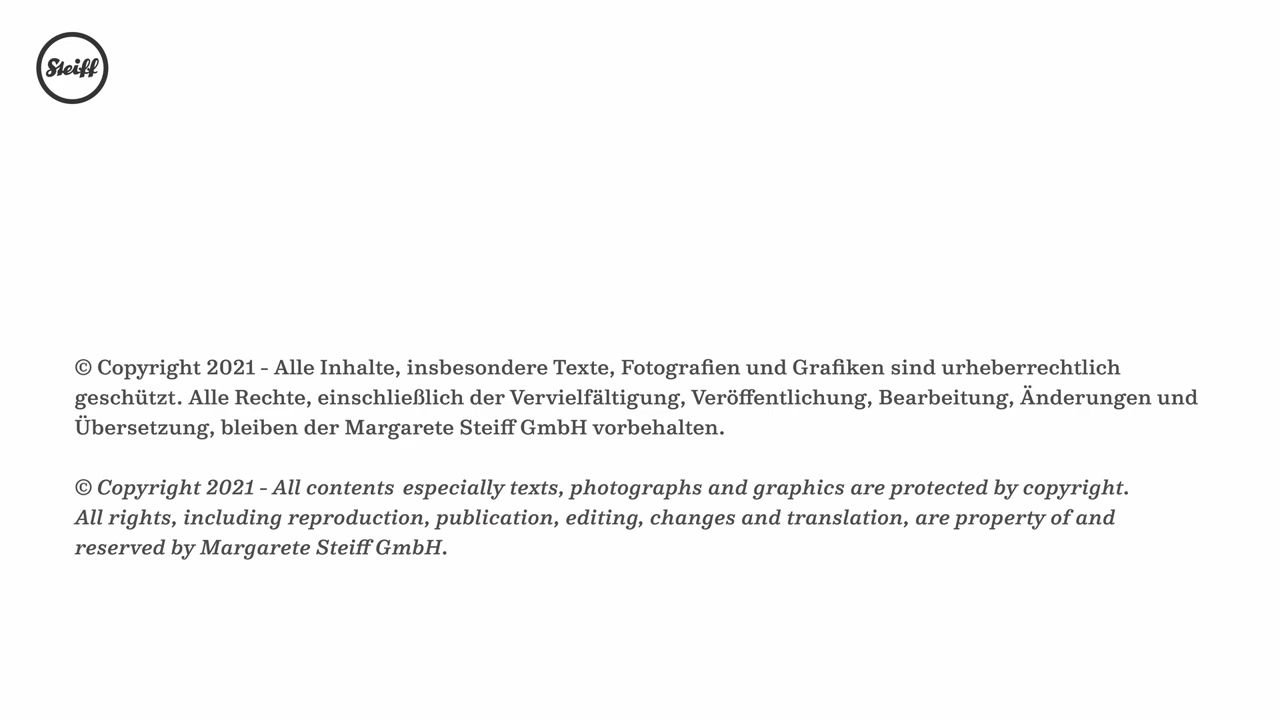 Steiff
© Copyright 2021 - Alle Inhalte, insbesondere Texte, Fotografien und Grafiken sind urheberrechtlich
geschützt. Alle Rechte, einschließlich der Vervielfältigung, Veröffentlichung, Bearbeitung, Änderungen und
Übersetzung, bleiben der Margarete Steiff GmbH vorbehalten.
© Copyright 2021 - All contents especially texts, photographs and graphics are protected by copyright.
All rights, including reproduction, publication, editing, changes and translation, are property of and
reserved by Margarete Steiff GmbH.